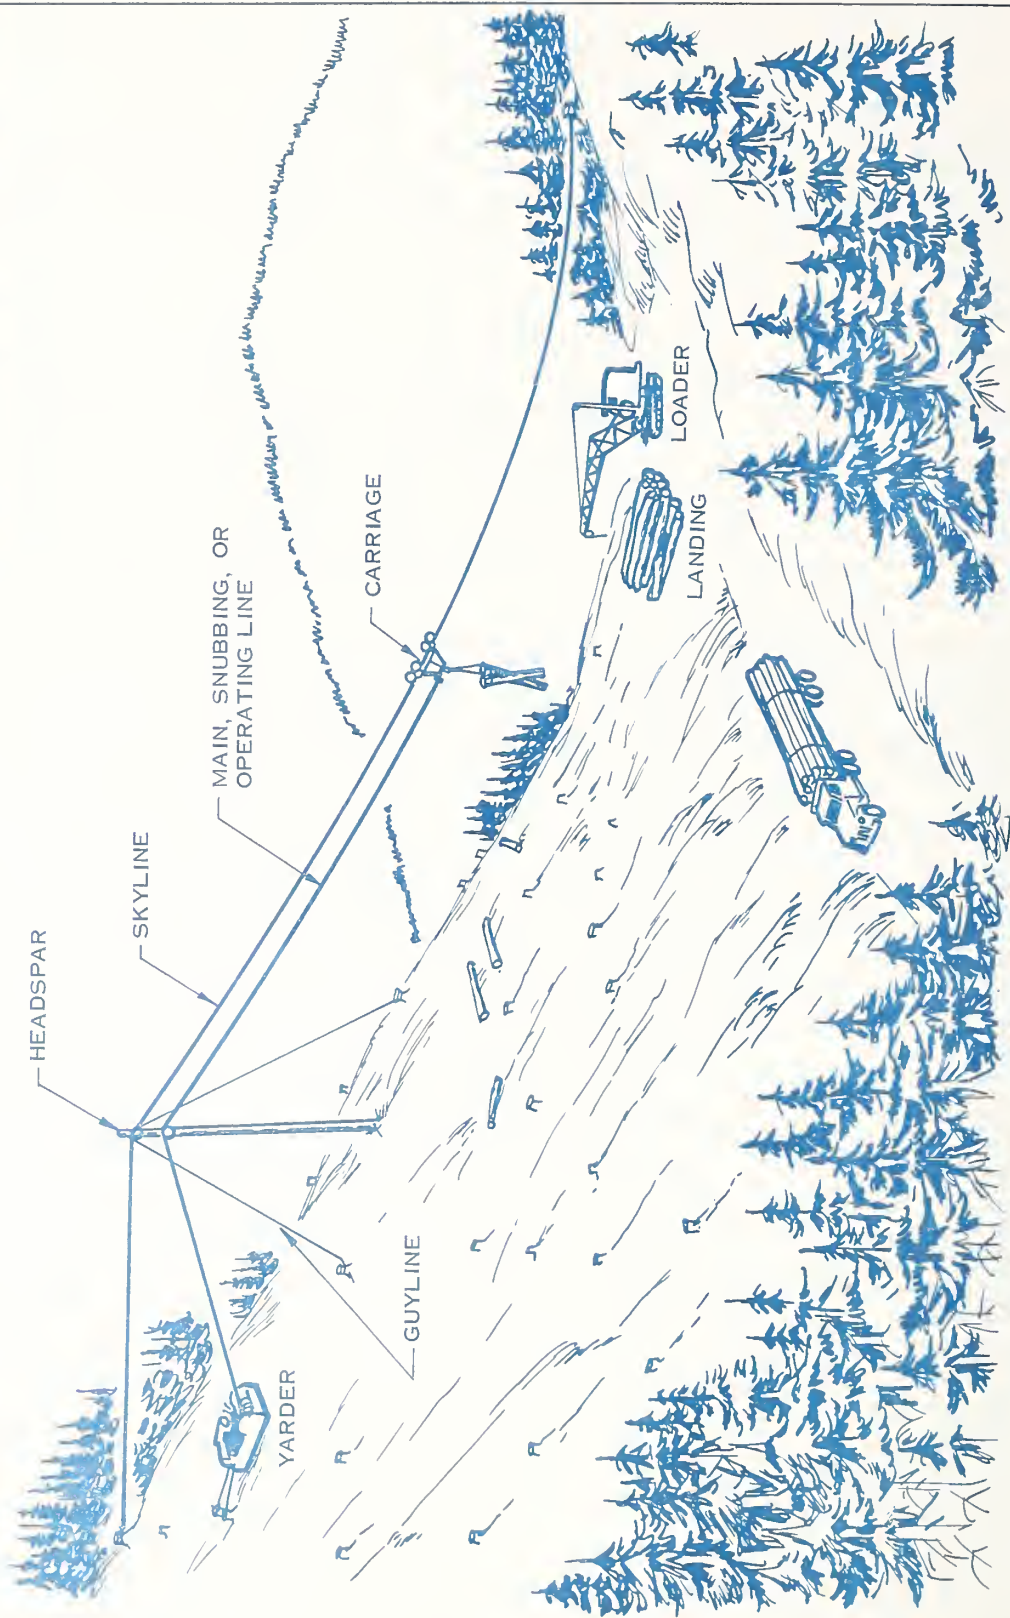 HEADSPAR
SKYLINE
MAIN, SNUBBING, OR
OPERATING LINE
CARRIAGE
GUYLINE
YARDER
LOADER
LANDING